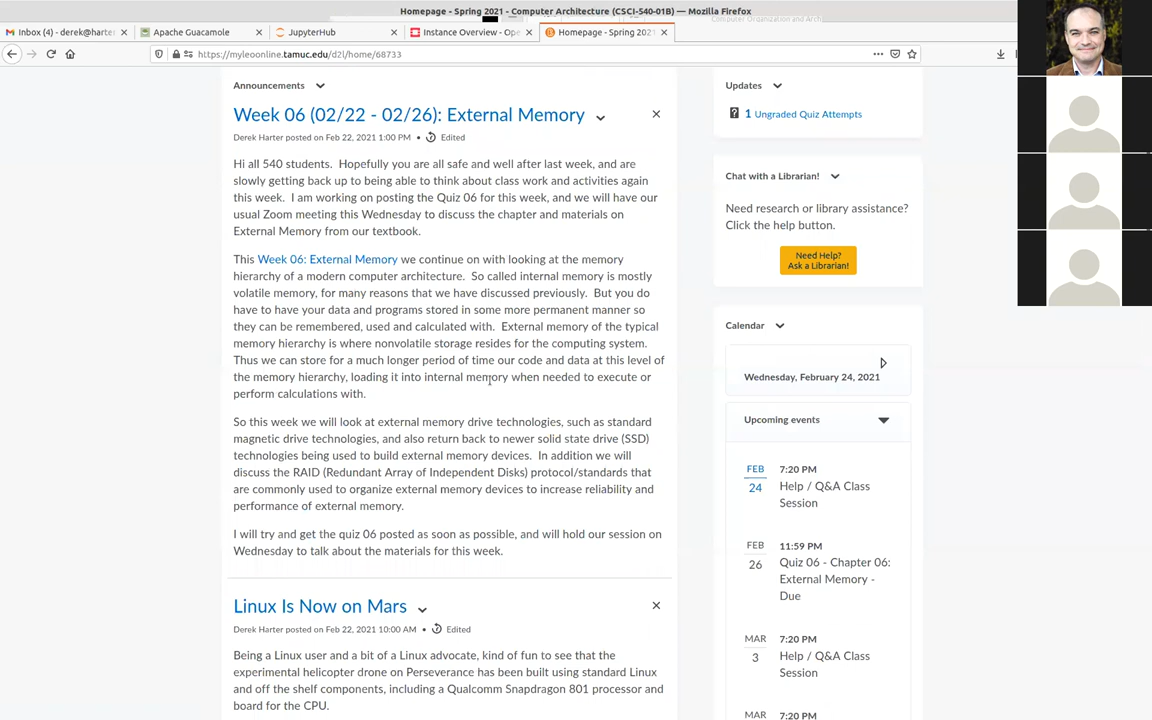 Homepage - Spring 2021 - Computer Architecture (CSCI-540-01B) — Mozilla Firefox
Computer Organization and Arch
Inbox (4) - derek@harter
Apache Guacamole
JupyterHub
Instance Overview - Ope
Homepage - Spring 2021
https://myleoonline.tamuc.edu/d2l/home/68733
Announcements
Week 06 (02/22 - 02/26): External Memory
Derek Harter posted on Feb 22, 2021 1:00 PM • Edited
Hi all 540 students. Hopefully you are all safe and well after last week, and are
slowly getting back up to being able to think about class work and activities again
this week. I am working on posting the Quiz 06 for this week, and we will have our
usual Zoom meeting this Wednesday to discuss the chapter and materials on
External Memory from our textbook.
This Week 06: External Memory we continue on with looking at the memory
hierarchy of a modern computer architecture. So called internal memory is mostly
volatile memory, for many reasons that we have discussed previously. But you do
have to have your data and programs stored in some more permanent manner so
they can be remembered, used and calculated with. External memory of the typical
memory hierarchy is where nonvolatile storage resides for the computing system.
Thus we can store for a much longer period of time our code and data at this level of
the memory hierarchy, loading it into internal memory when needed to execute or
perform calculations with.
So this week we will look at external memory drive technologies, such as standard
magnetic drive technologies, and also return back to newer solid state drive (SSD)
technologies being used to build external memory devices. In addition we will
discuss the RAID (Redundant Array of Independent Disks) protocol/standards that
are commonly used to organize external memory devices to increase reliability and
performance of external memory.
I will try and get the quiz 06 posted as soon as possible, and will hold our session on
Wednesday to talk about the materials for this week.
Linux Is Now on Mars
Derek Harter posted on Feb 22, 2021 10:00 AM • Edited
Being a Linux user and a bit of a Linux advocate, kind of fun to see that the
experimental helicopter drone on Perseverance has been built using standard Linux
and off the shelf components, including a Qualcomm Snapdragon 801 processor and
board for the CPU.
Updates
1 Ungraded Quiz Attempts
Chat with a Librarian!
Need research or library assistance?
Click the help button.
Need Help?
Ask a Librarian!
Calendar
Wednesday, February 24, 2021
Upcoming events
FEB
24
7:20 PM
Help / Q&A Class
Session
FEB
26
11:59 PM
Quiz 06 - Chapter 06:
External Memory -
Due
MAR
3
7:20 PM
Help / Q&A Class
Session
MAR
7:20 PM